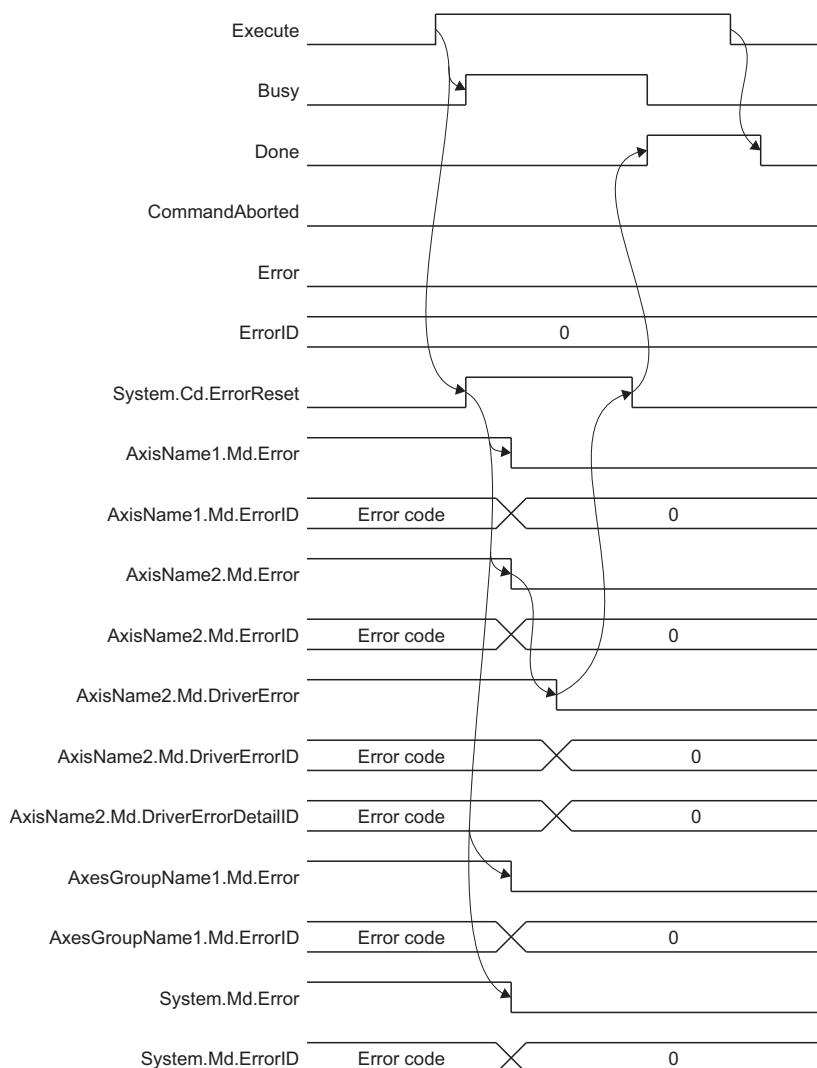 Execute
Busy
Done
CommandAborted
Error
ErrorID 0
System.Cd.ErrorReset
AxisName1.Md.Error
AxisName1.Md.ErrorID Error code 0
AxisName2.Md.Error
AxisName2.Md.ErrorID Error code 0
AxisName2.Md.DriverError
AxisName2.Md.DriverErrorID Error code 0
AxisName2.Md.DriverErrorDetailID Error code 0
AxesGroupName1.Md.Error
AxesGroupName1.Md.ErrorID Error code 0
System.Md.Error
System.Md.ErrorID Error code 0